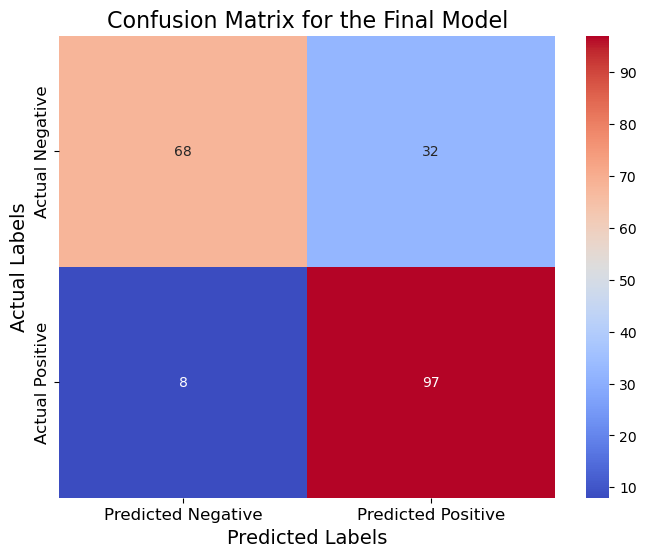 Confusion Matrix for the Final Model
Actual Labels
Actual Negative
68
32
Actual Positive
8
97
Predicted Negative
Predicted Positive
Predicted Labels
90
80
70
60
50
40
30
20
10